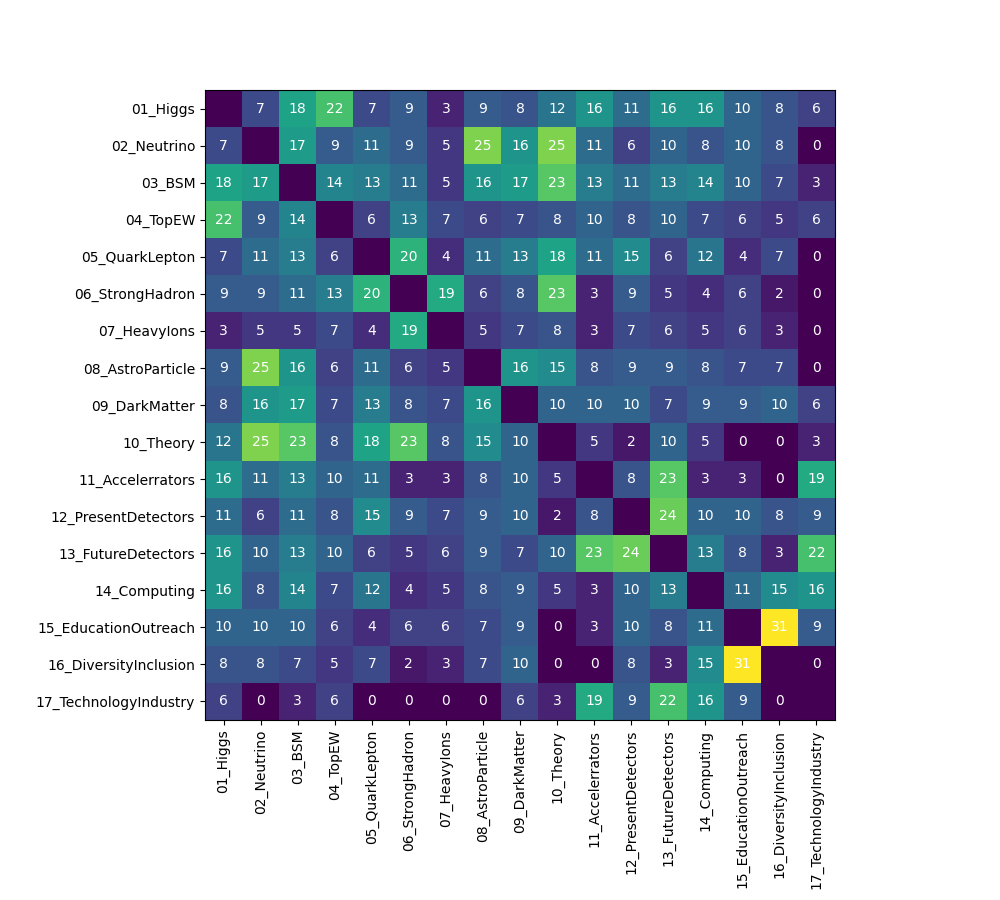 01_Higgs 7 18 22 7 9 3 9 8 12 16 11 16 16 10 8 6
02_Neutrino 7 17 9 11 9 5 25 16 25 11 6 10 8 10 8 0
03_BSM 18 17 14 13 11 5 16 17 23 13 11 13 14 10 7 3
04_TopEW 22 9 14 6 13 7 6 7 8 10 8 10 7 6 5 6
05_QuarkLepton 7 11 13 6 20 4 11 13 18 11 15 6 12 4 7 0
06_StrongHadron 9 9 11 13 20 19 6 8 23 3 9 5 4 6 2 0
07_HeavyIons 3 5 5 7 4 19 5 7 8 3 7 6 5 6 3 0
08_AstroParticle 9 25 16 6 11 6 5 16 15 8 9 9 8 7 7 0
09_DarkMatter 8 16 17 7 13 8 7 16 10 10 10 7 9 9 10 6
10_Theory 12 25 23 8 18 23 8 15 10 5 2 10 5 0 0 3
11_Accelerrators 16 11 13 10 11 3 3 8 10 5 8 23 3 3 0 19
12_PresentDetectors 11 6 11 8 15 9 7 9 10 2 8 24 10 10 8 9
13_FutureDetectors 16 10 13 10 6 5 6 9 7 10 23 24 13 8 3 22
14_Computing 16 8 14 7 12 4 5 8 9 5 3 10 13 11 15 16
15_EducationOutreach 10 10 10 6 4 6 6 7 9 0 3 10 8 11 31 9
16_DiversityInclusion 8 8 7 5 7 2 3 7 10 0 0 8 3 15 31 0
17_TechnologyIndustry 6 0 3 6 0 0 0 0 6 3 19 9 22 16 9 0
01_Higgs
02_Neutrino
03_BSM
04_TopEW
05_QuarkLepton
06_StrongHadron
07_HeavyIons
08_AstroParticle
09_DarkMatter
10_Theory
11_Accelerrators
12_PresentDetectors
13_FutureDetectors
14_Computing
15_EducationOutreach
16_DiversityInclusion
17_TechnologyIndustry